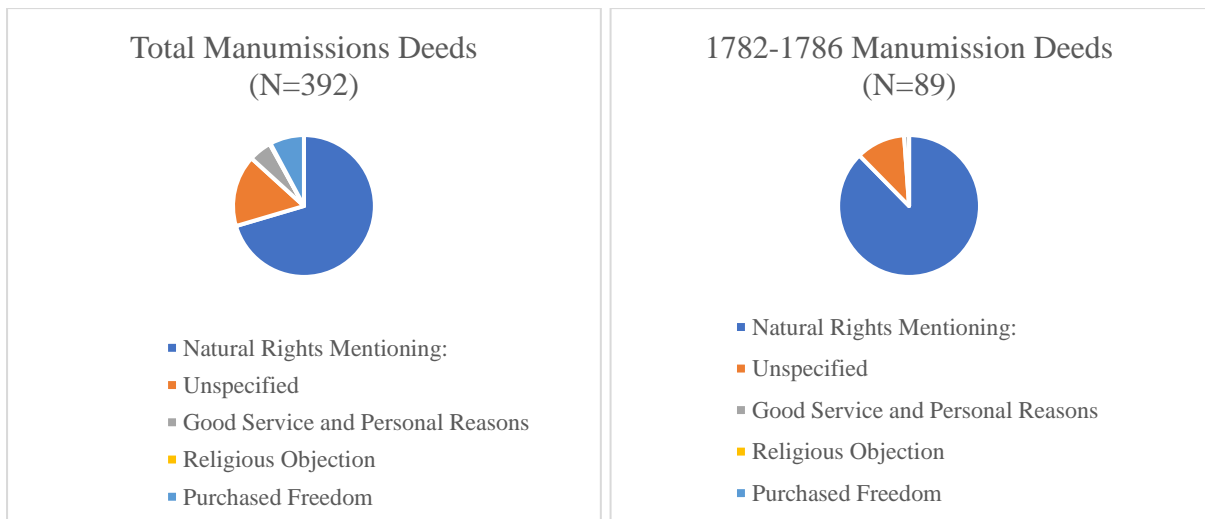 Total Manumissions Deeds
(N=392)
Natural Rights Mentioning:
Unspecified
Good Service and Personal Reasons
Religious Objection
Purchased Freedom
1782-1786 Manumission Deeds
(N=89)
Natural Rights Mentioning:
Unspecified
Good Service and Personal Reasons
Religious Objection
Purchased Freedom